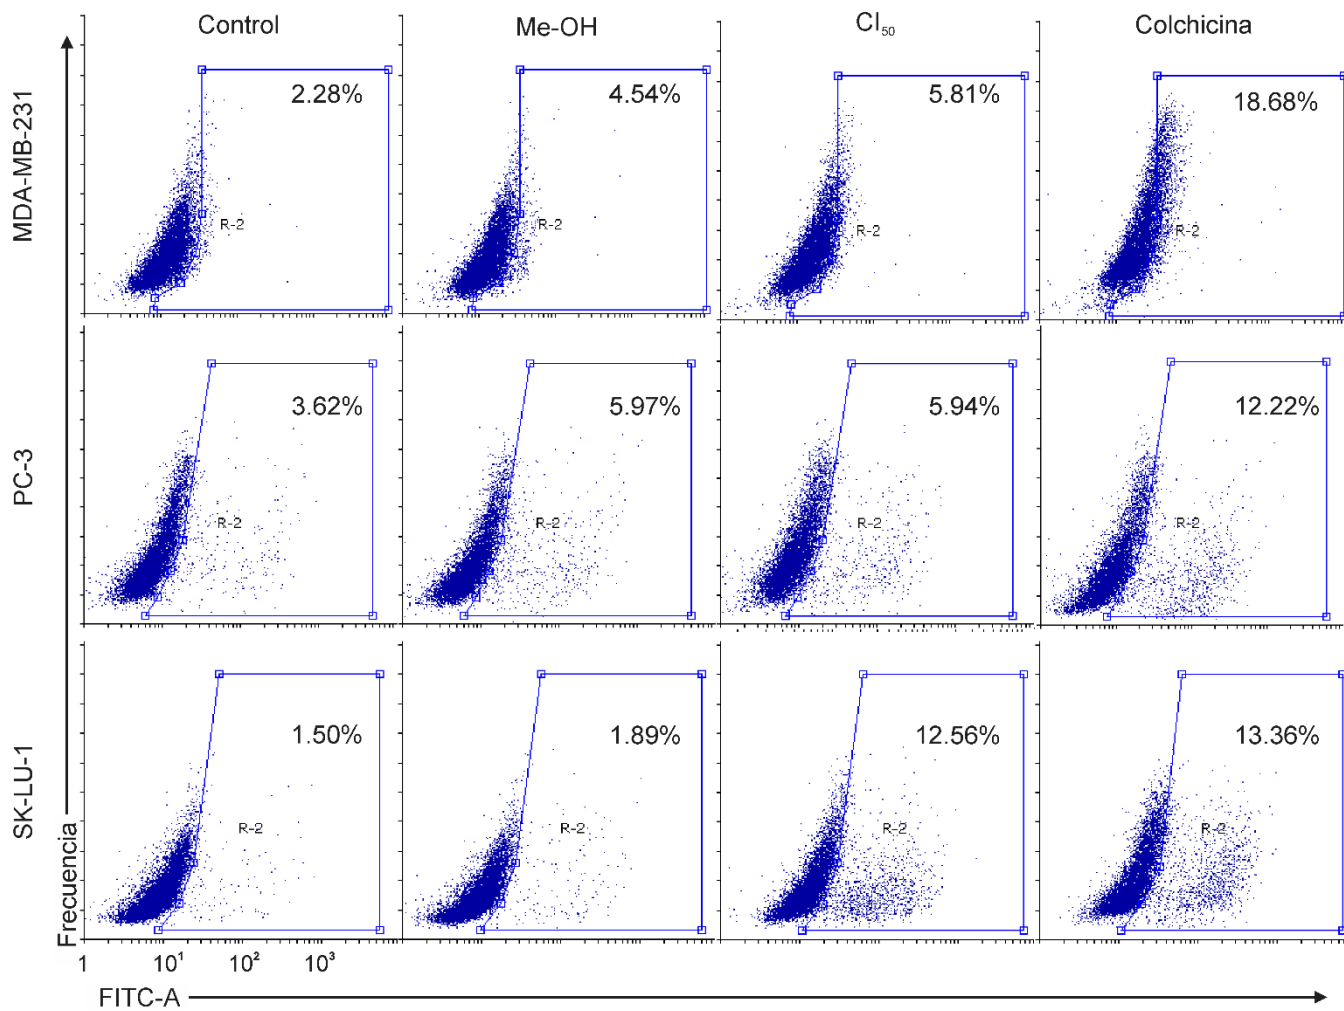 Control
Me-OH
CI₅₀
Colchicina
MDA-MB-231
2.28%
R-2
4.54%
R-2
5.81%
R-2
18.68%
R-2
PC-3
3.62%
R-2
5.97%
R-2
5.94%
R-2
12.22%
R-2
SK-LU-1
Frecuencia
1.50%
R-2
1.89%
R-2
12.56%
R-2
13.36%
R-2
1 10¹ 10² 10³
FITC-A